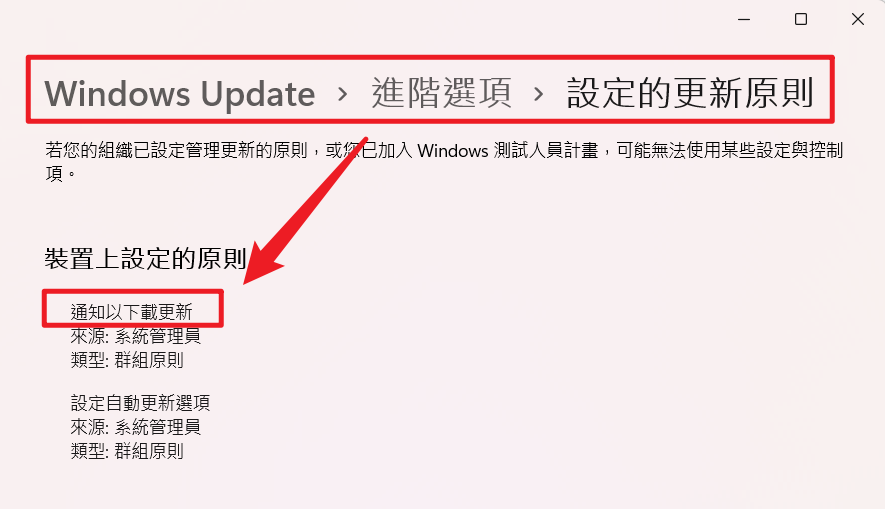 Windows Update › 進階選項 › 設定的更新原則
若您的組織已設定管理更新的原則，或您已加入 Windows 測試人員計畫，可能無法使用某些設定與控制
項。
裝置上設定的原則
通知以下載更新
來源: 系統管理員
類型: 群組原則
設定自動更新選項
來源: 系統管理員
類型: 群組原則